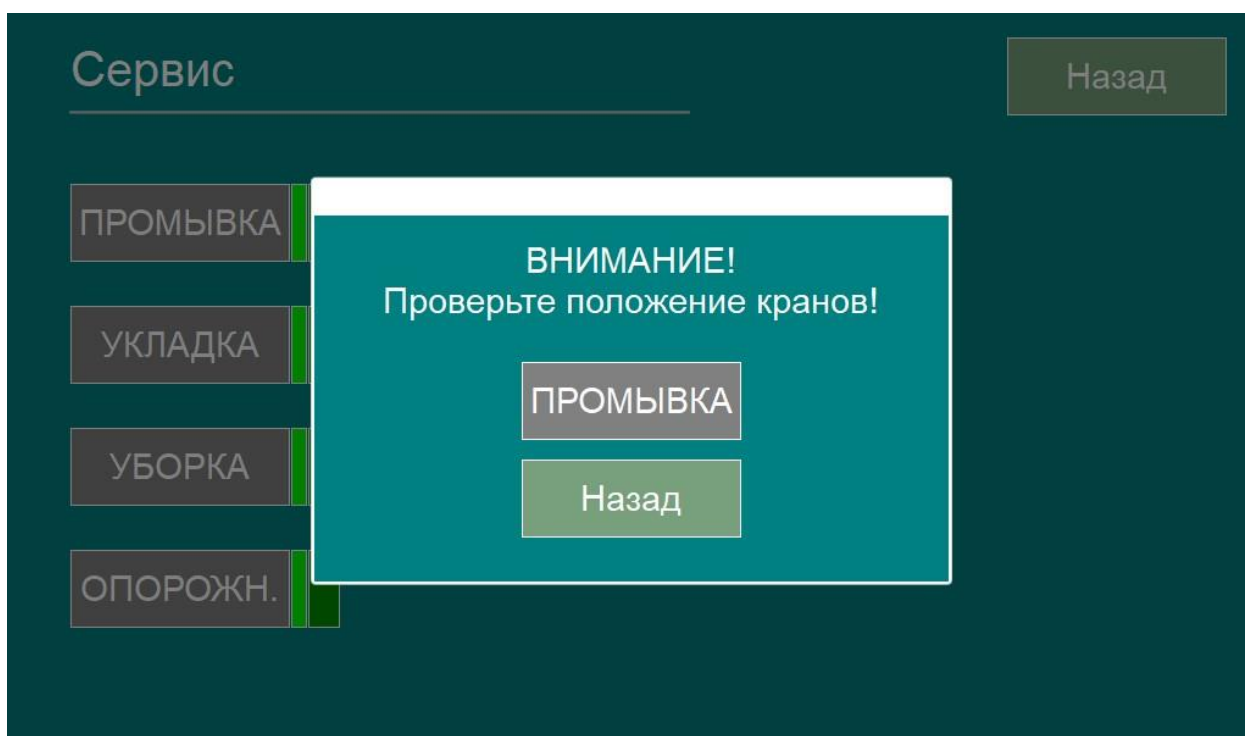 Сервис
Назад
ПРОМЫВКА
УКЛАДКА
УБОРКА
ОПОРОЖН.
ВНИМАНИЕ!
Проверьте положение кранов!
ПРОМЫВКА
Назад